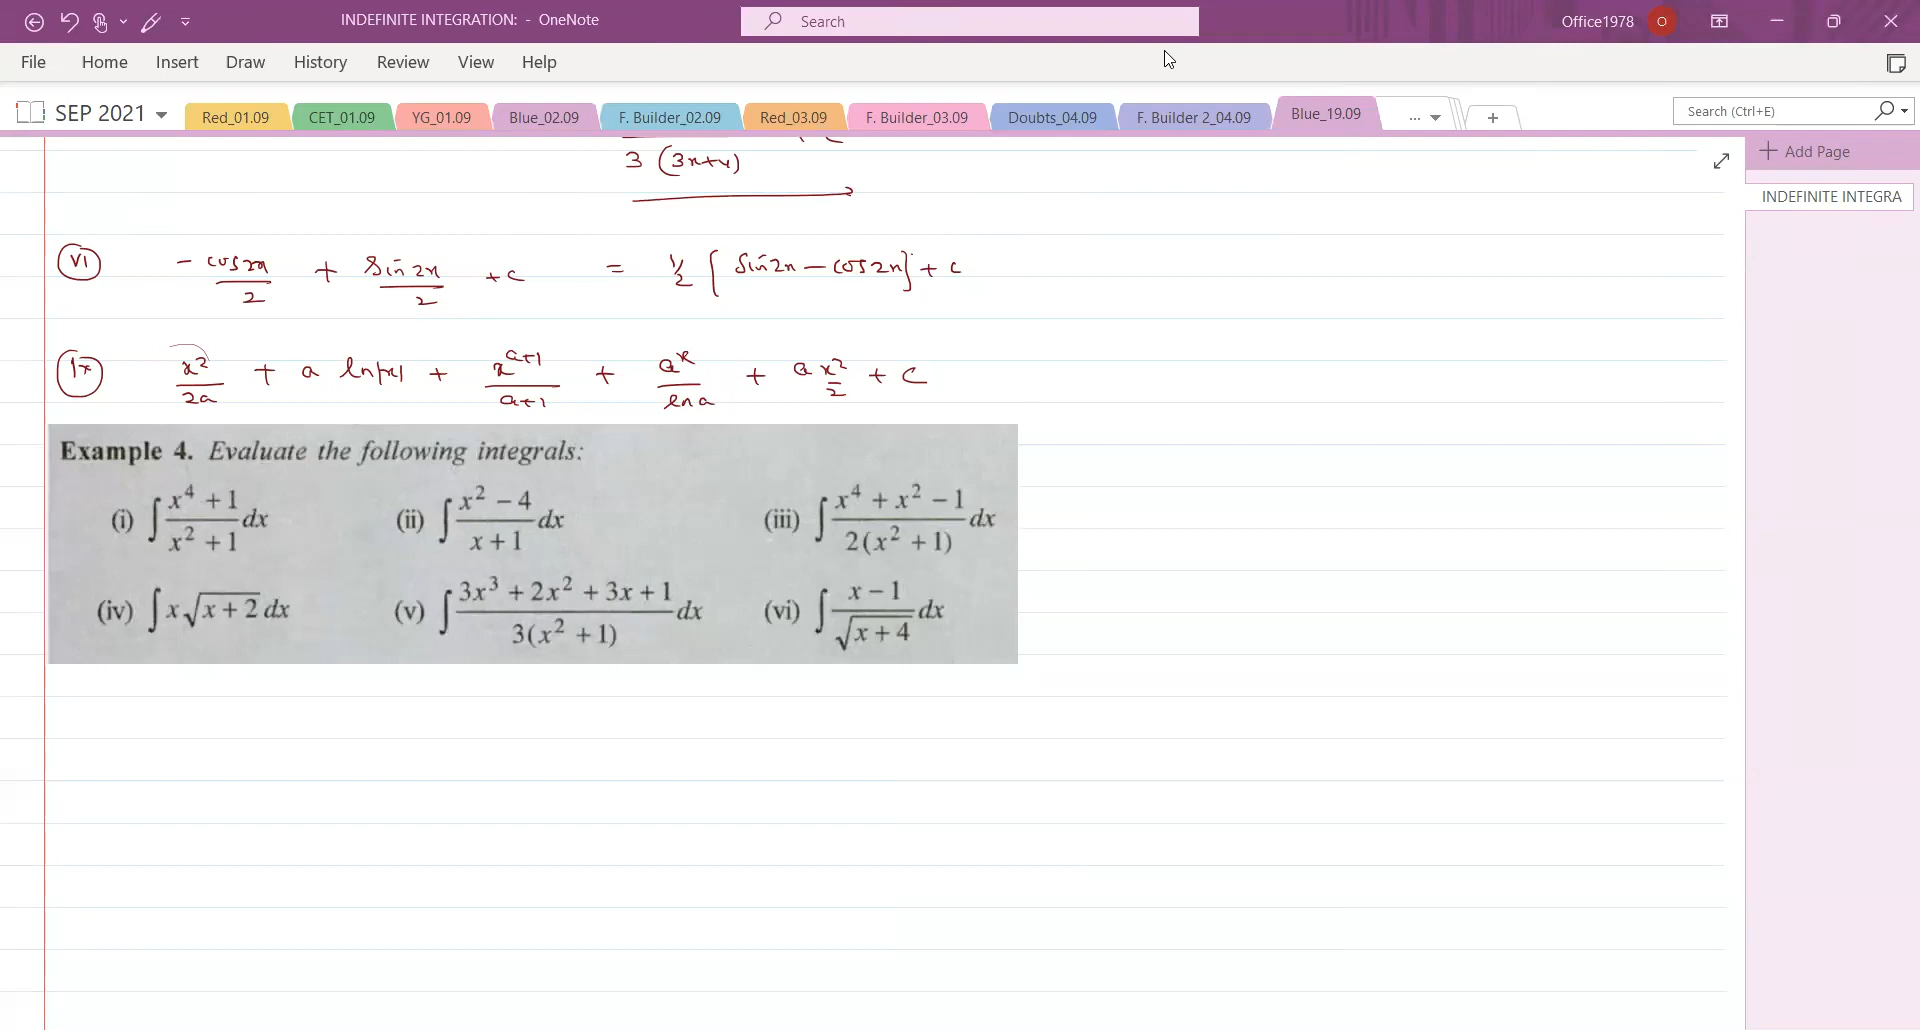 INDEFINITE INTEGRATION: - OneNote
Search
Office1978 O
File Home Insert Draw History Review View Help
SEP 2021 Red_01.09 CET_01.09 YG_01.09 Blue_02.09 F. Builder_02.09 Red_03.09 F. Builder_03.09 Doubts_04.09 F. Builder 2_04.09 Blue_19.09 ... +
Search (Ctrl+E)
+ Add Page
INDEFINITE INTEGRA
3 (3x+4)
(vi) - cos2x/2 + sin2x/2 + c = 1/2 [sin2x - cos2x] + c
(ix) x²/2a + a ln|x| + x^(a+1)/(a+1) + a^x/ln a + a x²/2 + c
Example 4. Evaluate the following integrals:
(i) ∫ (x⁴ + 1)/(x² + 1) dx (ii) ∫ (x² - 4)/(x + 1) dx (iii) ∫ (x⁴ + x² - 1)/(2(x² + 1)) dx
(iv) ∫ x√(x + 2) dx (v) ∫ (3x³ + 2x² + 3x + 1)/(3(x² + 1)) dx (vi) ∫ (x - 1)/√(x + 4) dx